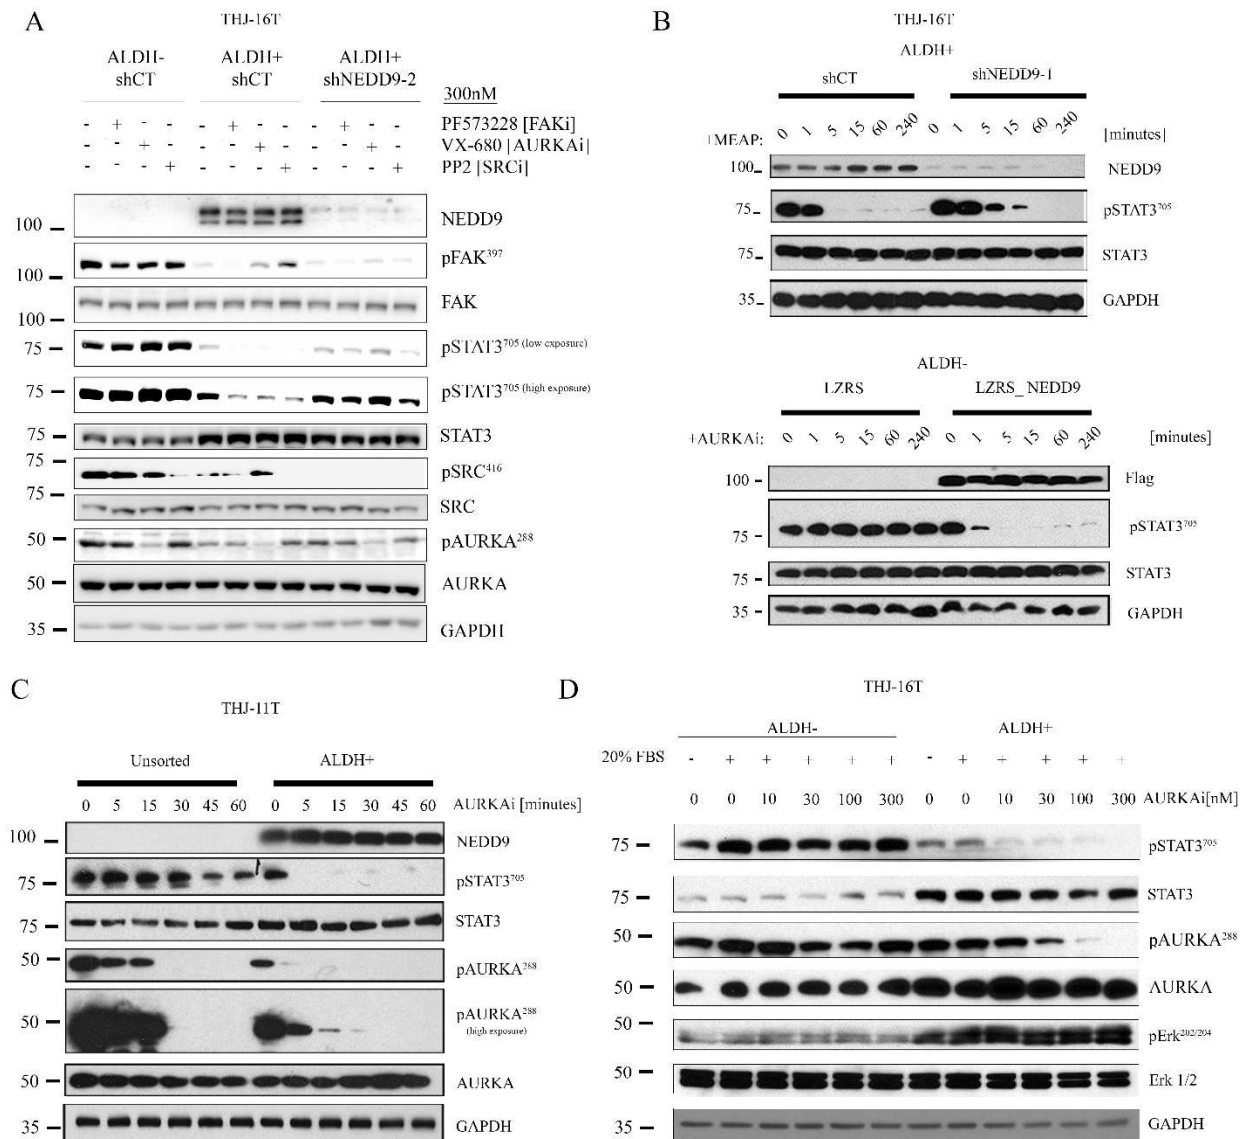 A
THJ-16T
ALDH- ALDH+ ALDH+
shCT shCT shNEDD9-2
300nM
- + - - - + - - - + - - PF573228 [FAKi]
- - + - - - + - - - + - VX-680 [AURKAi]
- - - + - - - + - - - + PP2 [SRCi]
100 NEDD9
100 pFAK397
100 FAK
75 pSTAT3705 (low exposure)
75 pSTAT3705 (high exposure)
75 STAT3
75 pSRC416
75 SRC
50 pAURKA288
50 AURKA
35 GAPDH
B
THJ-16T
ALDH+
shCT shNEDD9-1
+MEAP: 0 1 5 15 60 240 0 1 5 15 60 240 [minutes]
100 NEDD9
75 pSTAT3705
75 STAT3
35 GAPDH
ALDH-
LZRS LZRS_NEDD9
+AURKAi: 0 1 5 15 60 240 0 1 5 15 60 240 [minutes]
100 Flag
75 pSTAT3705
75 STAT3
35 GAPDH
C
THJ-11T
Unsorted ALDH+
0 5 15 30 45 60 0 5 15 30 45 60 AURKAi [minutes]
100 NEDD9
75 pSTAT3705
75 STAT3
50 pAURKA268
50 pAURKA288
(high exposure)
50 AURKA
35 GAPDH
D
THJ-16T
ALDH- ALDH+
20% FBS - + + + + + - + + + + +
0 0 10 30 100 300 0 0 10 30 100 300 AURKAi[nM]
75 pSTAT3705
75 STAT3
50 pAURKA288
50 AURKA
50 pErk202/204
50 Erk 1/2
35 GAPDH